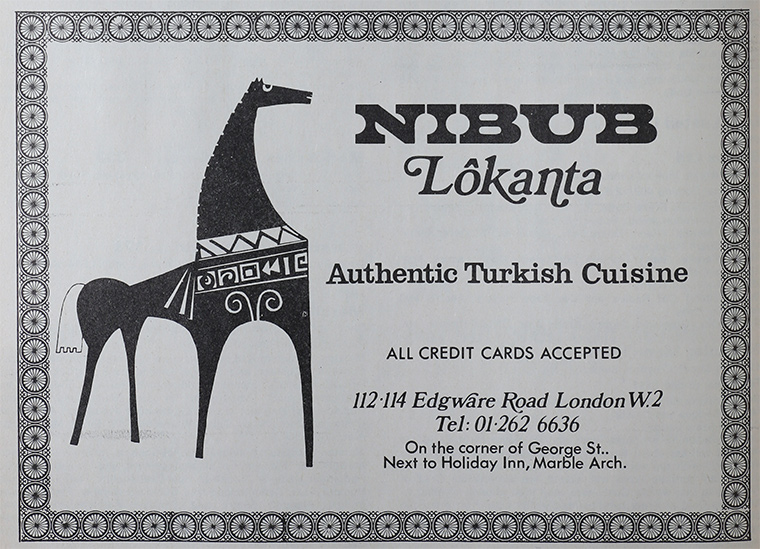 NIBUB
Lôkanta
Authentic Turkish Cuisine
ALL CREDIT CARDS ACCEPTED
112·114 Edgwâre Road London W.2
Tel: 01·262 6636
On the corner of George St..
Next to Holiday Inn, Marble Arch.